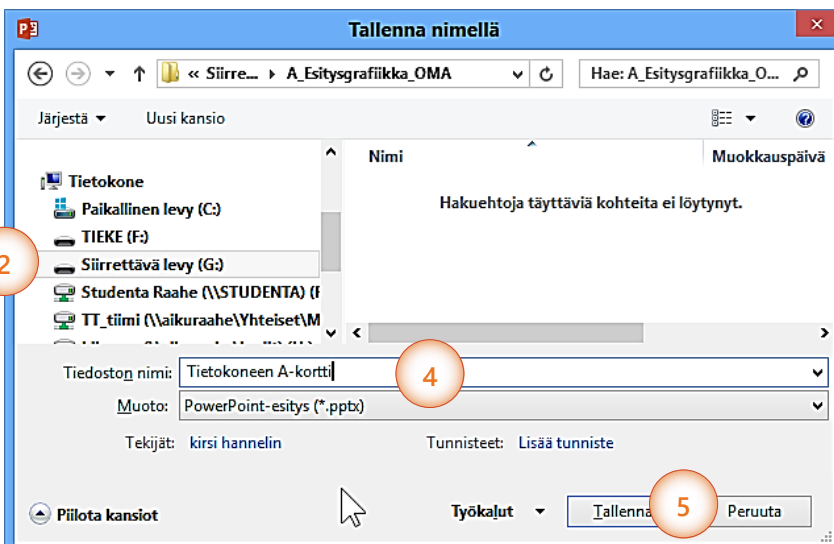 Tallenna nimellä
« Siirre... ▸ A_Esitysgrafiikka_OMA
Hae: A_Esitysgrafiikka_O...
Järjestä
Uusi kansio
Nimi
Muokkauspäivä
Tietokone
Hakuehtoja täyttäviä kohteita ei löytynyt.
Paikallinen levy (C:)
TIEKE (F:)
2
Siirrettävä levy (G:)
Studenta Raahe (\\STUDENTA) (F
TT_tiimi (\\aikuraahe\Yhteiset\M
Tiedoston nimi: Tietokoneen A-kortti
4
Muoto: PowerPoint-esitys (*.pptx)
Tekijät: kirsi hannelin
Tunnisteet: Lisää tunniste
Piilota kansiot
Työkalut
Tallenna
5
Peruuta